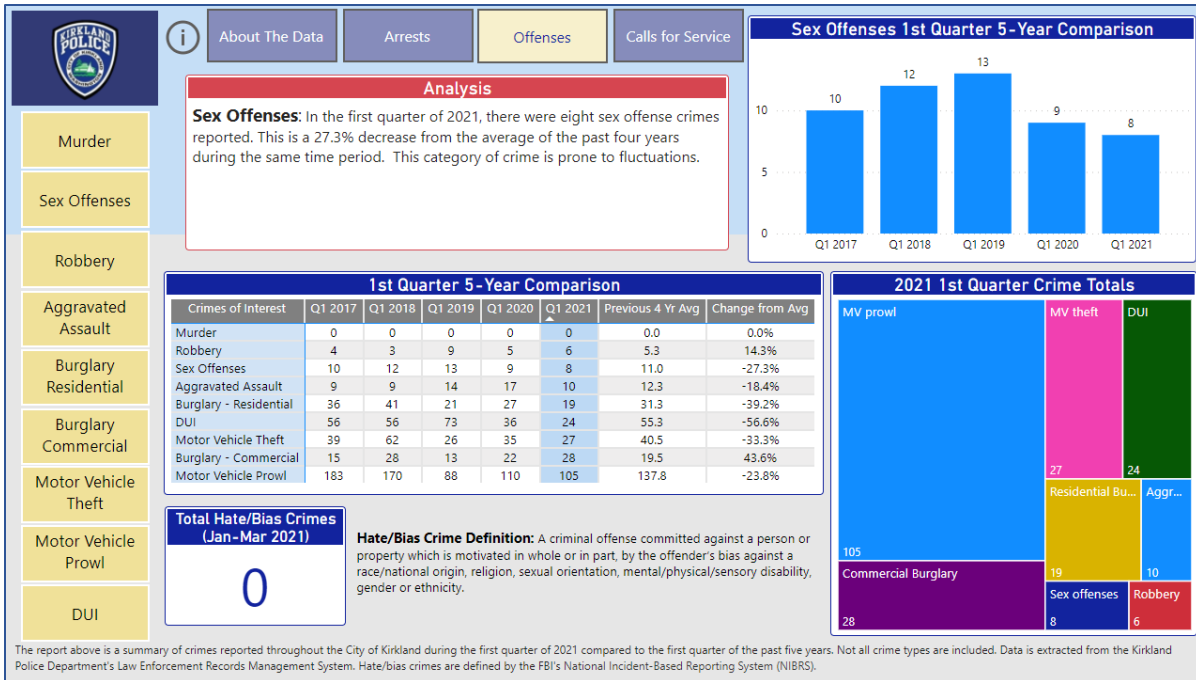 KIRKLAND
POLICE
i
About The Data
Arrests
Offenses
Calls for Service
Murder
Sex Offenses
Robbery
Aggravated
Assault
Burglary
Residential
Burglary
Commercial
Motor Vehicle
Theft
Motor Vehicle
Prowl
DUI
Analysis
Sex Offenses: In the first quarter of 2021, there were eight sex offense crimes
reported. This is a 27.3% decrease from the average of the past four years
during the same time period. This category of crime is prone to fluctuations.
Sex Offenses 1st Quarter 5-Year Comparison
10
5
0
10
12
13
9
8
Q1 2017 Q1 2018 Q1 2019 Q1 2020 Q1 2021
1st Quarter 5-Year Comparison
Crimes of Interest Q1 2017 Q1 2018 Q1 2019 Q1 2020 Q1 2021 Previous 4 Yr Avg Change from Avg
Murder 0 0 0 0 0 0.0 0.0%
Robbery 4 3 9 5 6 5.3 14.3%
Sex Offenses 10 12 13 9 8 11.0 -27.3%
Aggravated Assault 9 9 14 17 10 12.3 -18.4%
Burglary - Residential 36 41 21 27 19 31.3 -39.2%
DUI 56 56 73 36 24 55.3 -56.6%
Motor Vehicle Theft 39 62 26 35 27 40.5 -33.3%
Burglary - Commercial 15 28 13 22 28 19.5 43.6%
Motor Vehicle Prowl 183 170 88 110 105 137.8 -23.8%
2021 1st Quarter Crime Totals
MV prowl
105
Commercial Burglary
28
MV theft
27
DUI
24
Residential Bu...
19
Aggr...
10
Sex offenses
8
Robbery
6
Total Hate/Bias Crimes
(Jan-Mar 2021)
0
Hate/Bias Crime Definition: A criminal offense committed against a person or
property which is motivated in whole or in part, by the offender's bias against a
race/national origin, religion, sexual orientation, mental/physical/sensory disability,
gender or ethnicity.
The report above is a summary of crimes reported throughout the City of Kirkland during the first quarter of 2021 compared to the first quarter of the past five years. Not all crime types are included. Data is extracted from the Kirkland
Police Department's Law Enforcement Records Management System. Hate/bias crimes are defined by the FBI's National Incident-Based Reporting System (NIBRS).